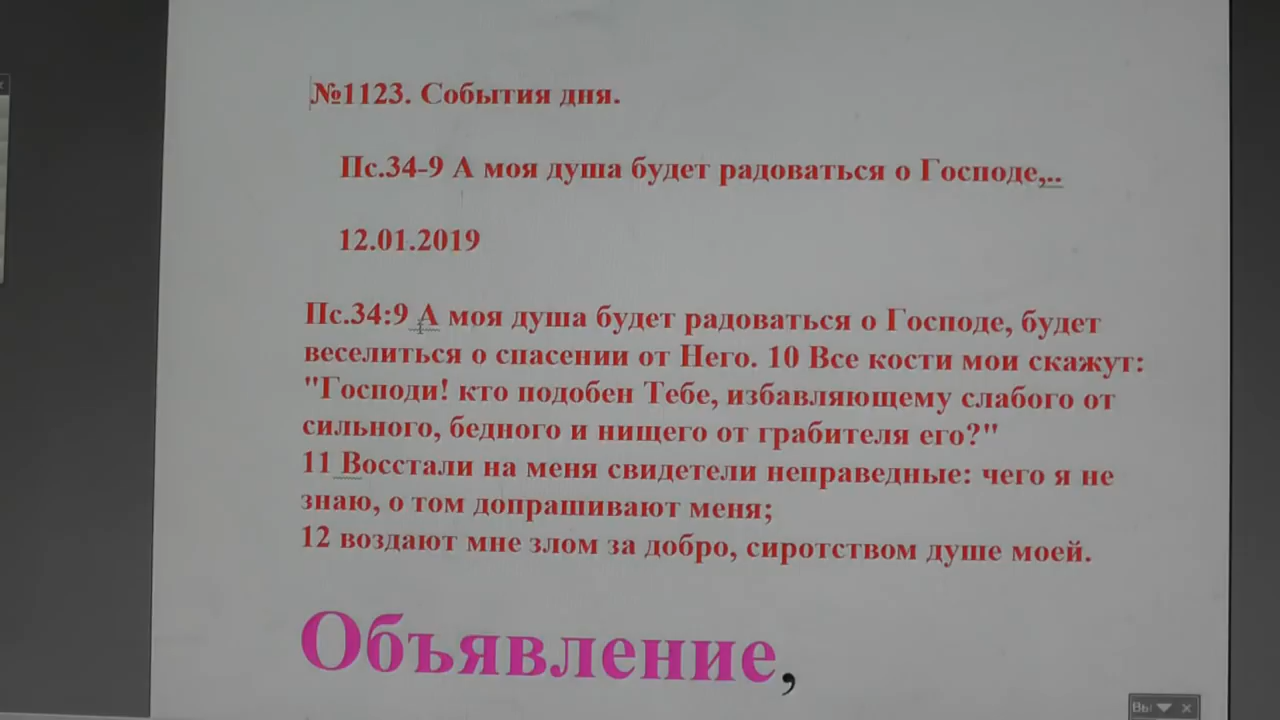 №1123. События дня.
Пс.34-9 А моя душа будет радоваться о Господе,..
12.01.2019
Пс.34:9 А моя душа будет радоваться о Господе, будет
веселиться о спасении от Него. 10 Все кости мои скажут:
"Господи! кто подобен Тебе, избавляющему слабого от
сильного, бедного и нищего от грабителя его?"
11 Восстали на меня свидетели неправедные: чего я не
знаю, о том допрашивают меня;
12 воздают мне злом за добро, сиротством душе моей.
Объявление,
Вы